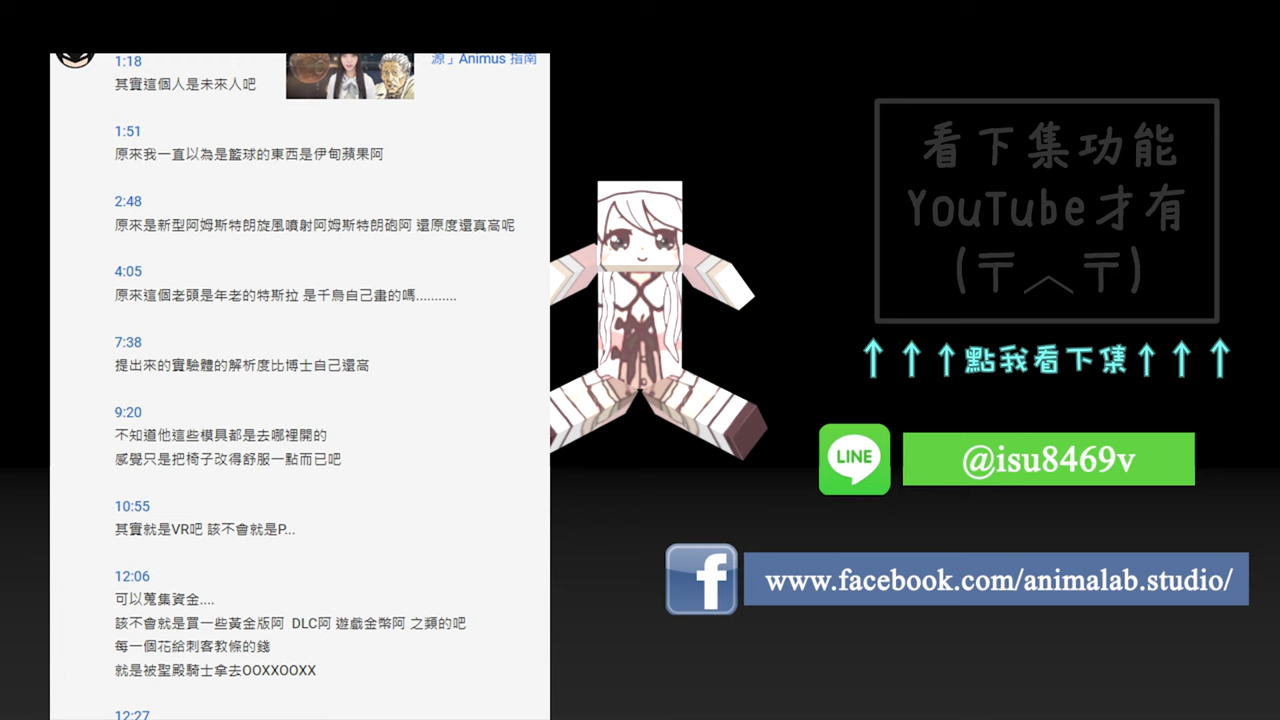 1:18
源」Animus 指南
其實這個人是未來人吧
1:51
原來我一直以為是籃球的東西是伊甸蘋果阿
2:48
原來是新型阿姆斯特朗旋風噴射阿姆斯特朗砲阿 還原度還真高呢
4:05
原來這個老頭是年老的特斯拉 是千鳥自己畫的嗎...........
7:38
提出來的實驗體的解析度比博士自己還高
9:20
不知道他這些模具都是去哪裡開的
感覺只是把椅子改得舒服一點而已吧
10:55
其實就是VR吧 該不會就是P...
12:06
可以蒐集資金....
該不會就是買一些黃金版阿 DLC阿 遊戲金幣阿 之類的吧
每一個花給刺客教條的錢
就是被聖殿騎士拿去OOXXOOXX
12:27
看下集功能
YouTube才有
(〒︿〒)
↑↑↑點我看下集↑↑↑
LINE
@isu8469v
f
www.facebook.com/animalab.studio/